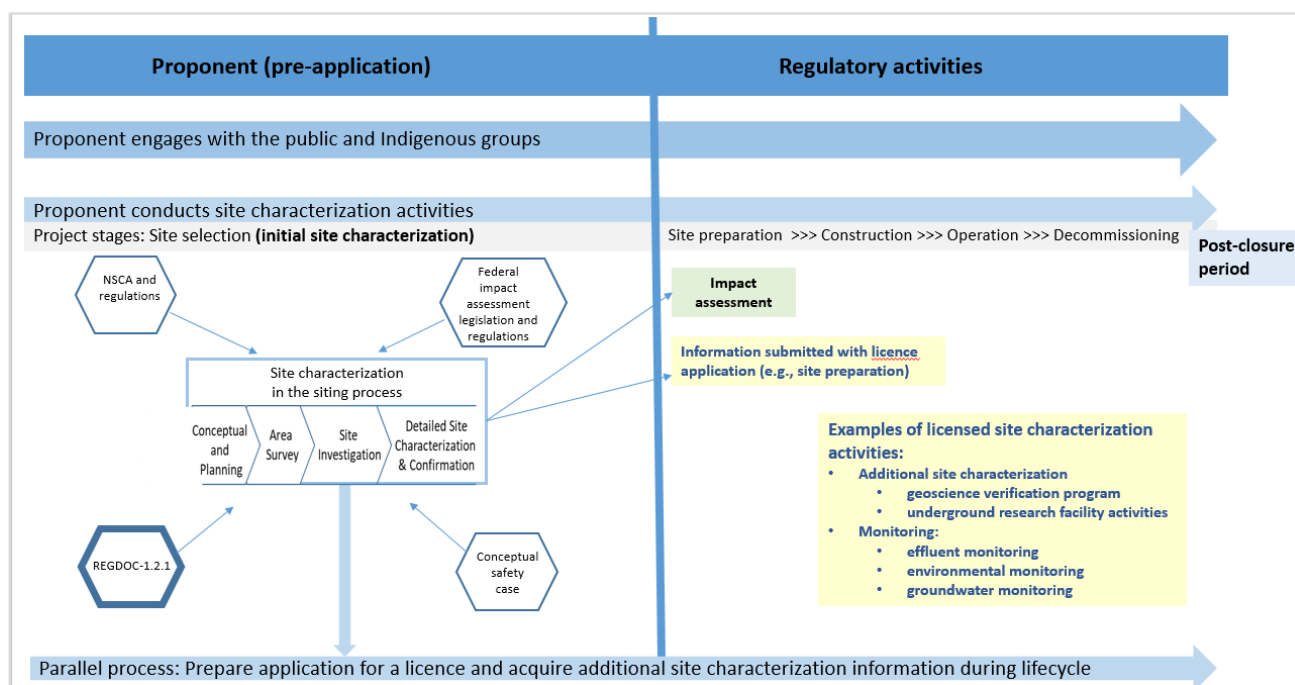 Proponent (pre-application)
Regulatory activities
Proponent engages with the public and Indigenous groups
Proponent conducts site characterization activities
Project stages: Site selection (initial site characterization)
Site preparation >>> Construction >>> Operation >>> Decommissioning
Post-closure
period
NSCA and
regulations
Federal
impact
assessment
legislation and
regulations
Impact
assessment
Information submitted with licence
application (e.g., site preparation)
Site characterization
in the siting process
Conceptual
and
Planning
Area
Survey
Site
Investigation
Detailed Site
Characterization
& Confirmation
Examples of licensed site characterization
activities:
• Additional site characterization
• geoscience verification program
• underground research facility activities
• Monitoring:
• effluent monitoring
• environmental monitoring
• groundwater monitoring
REGDOC-1.2.1
Conceptual
safety
case
Parallel process: Prepare application for a licence and acquire additional site characterization information during lifecycle